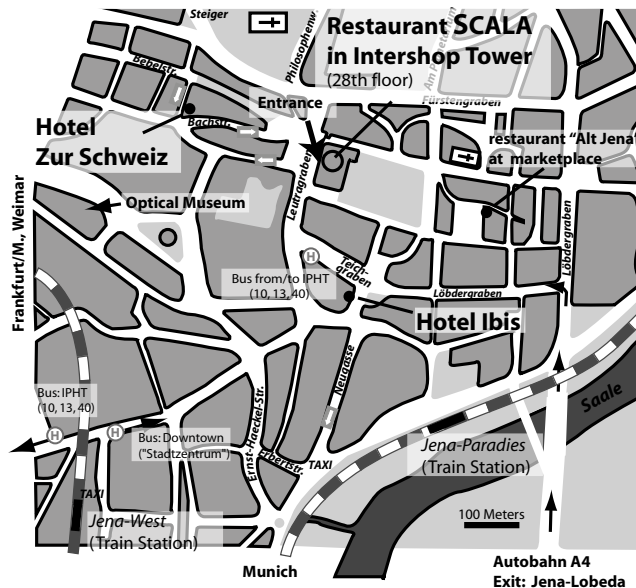 Steiger
Philosophenw.
Restaurant SCALA
in Intershop Tower
(28th floor)
Fürstengraben
Bebelstr.
Entrance
Bachstr.
Hotel
Zur Schweiz
restaurant "Alt Jena"
at marketplace
Leutragraben
Optical Museum
Frankfurt/M., Weimar
H
Teich-
graben
Löbdergraben
Bus from/to IPHT
(10, 13, 40)
Löbdergraben
Hotel Ibis
Neugasse
Saale
Bus: IPHT
(10, 13, 40)
H
H
Bus: Downtown
("Stadtzentrum")
Ernst-Haeckel-Str.
Erbertstr.
TAXI
Jena-Paradies
(Train Station)
TAXI
Jena-West
(Train Station)
100 Meters
Munich
Autobahn A4
Exit: Jena-Lobeda